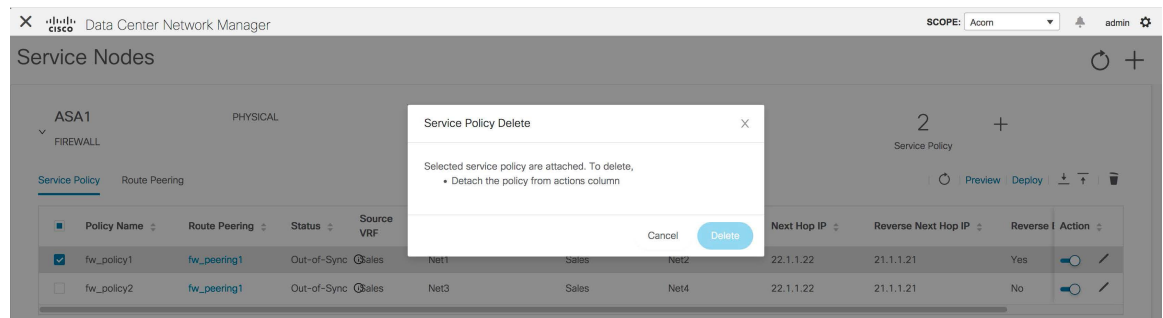 cisco Data Center Network Manager SCOPE: Acorn admin
Service Nodes
ASA1 PHYSICAL 2
FIREWALL Service Policy
Service Policy Delete X
Selected service policy are attached. To delete,
• Detach the policy from actions column
Cancel Delete
Service Policy Route Peering Preview Deploy
Policy Name Route Peering Status Source VRF Next Hop IP Reverse Next Hop IP Reverse Action
fw_policy1 fw_peering1 Out-of-Sync Sales Net1 Sales Net2 22.1.1.22 21.1.1.21 Yes
fw_policy2 fw_peering1 Out-of-Sync Sales Net3 Sales Net4 22.1.1.22 21.1.1.21 No